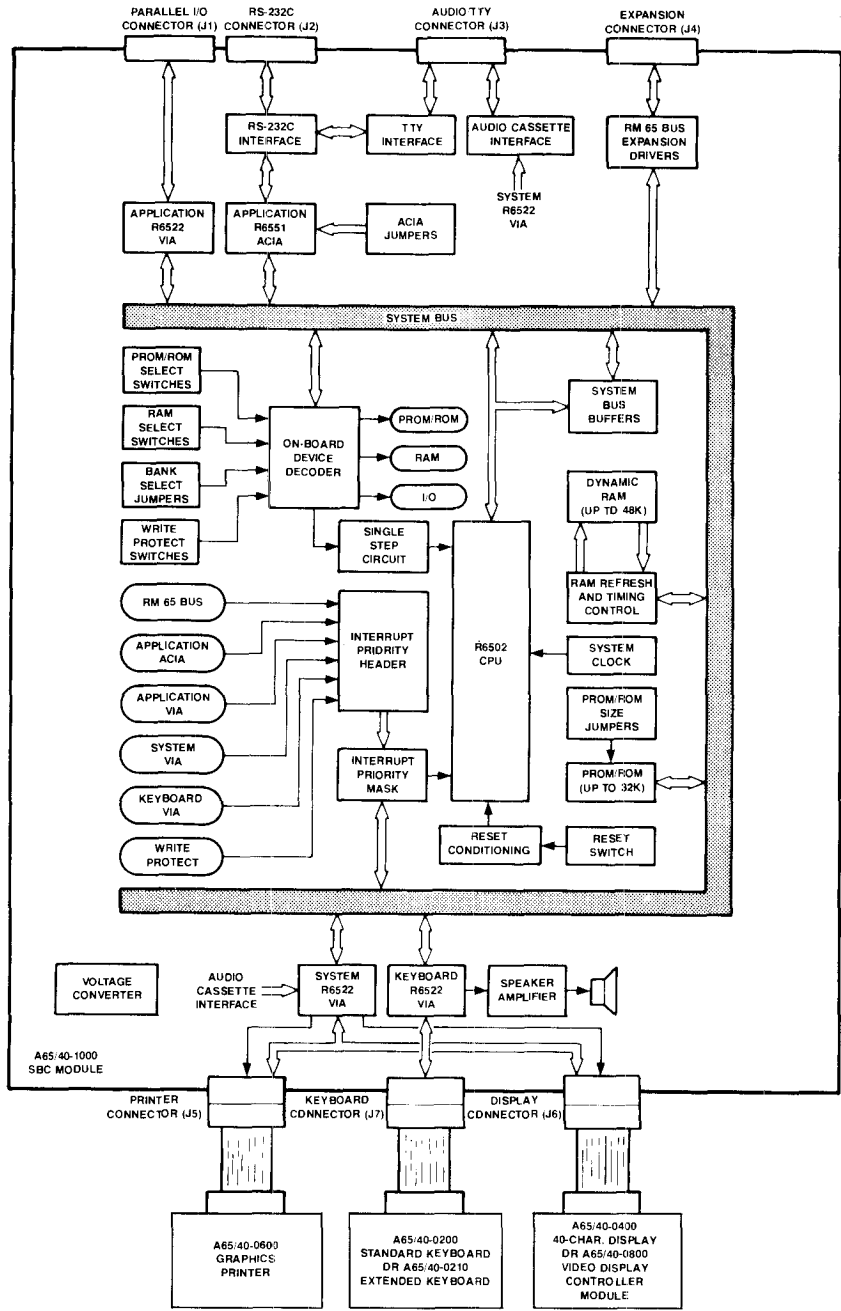 PARALLEL I/O
CONNECTOR (J1)
RS-232C
CONNECTOR (J2)
AUDIO TTY
CONNECTOR (J3)
EXPANSION
CONNECTOR (J4)
RS-232C
INTERFACE
TTY
INTERFACE
AUDIO CASSETTE
INTERFACE
RM 65 BUS
EXPANSION
DRIVERS
SYSTEM
R6522
VIA
APPLICATION
R6522
VIA
APPLICATION
R6551
ACIA
ACIA
JUMPERS
SYSTEM BUS
PROM/ROM
SELECT
SWITCHES
RAM
SELECT
SWITCHES
BANK
SELECT
JUMPERS
WRITE
PROTECT
SWITCHES
ON-BOARD
DEVICE
DECODER
PROM/ROM
RAM
I/O
SYSTEM
BUS
BUFFERS
DYNAMIC
RAM
(UP TO 48K)
SINGLE
STEP
CIRCUIT
RAM REFRESH
AND TIMING
CONTROL
RM 65 BUS
APPLICATION
ACIA
APPLICATION
VIA
SYSTEM
VIA
KEYBOARD
VIA
WRITE
PROTECT
INTERRUPT
PRIORITY
HEADER
R6502
CPU
SYSTEM
CLOCK
PROM/ROM
SIZE
JUMPERS
INTERRUPT
PRIORITY
MASK
PROM/ROM
(UP TO 32K)
RESET
CONDITIONING
RESET
SWITCH
VOLTAGE
CONVERTER
AUDIO
CASSETTE
INTERFACE
SYSTEM
R6522
VIA
KEYBOARD
R6522
VIA
SPEAKER
AMPLIFIER
A65/40-1000
SBC MODULE
PRINTER
CONNECTOR (J5)
KEYBOARD
CONNECTOR (J7)
DISPLAY
CONNECTOR (J6)
A65/40-0600
GRAPHICS
PRINTER
A65/40-0200
STANDARD KEYBOARD
OR A65/40-0210
EXTENDED KEYBOARD
A65/40-0400
40-CHAR. DISPLAY
OR A65/40-0800
VIDEO DISPLAY
CONTROLLER
MODULE